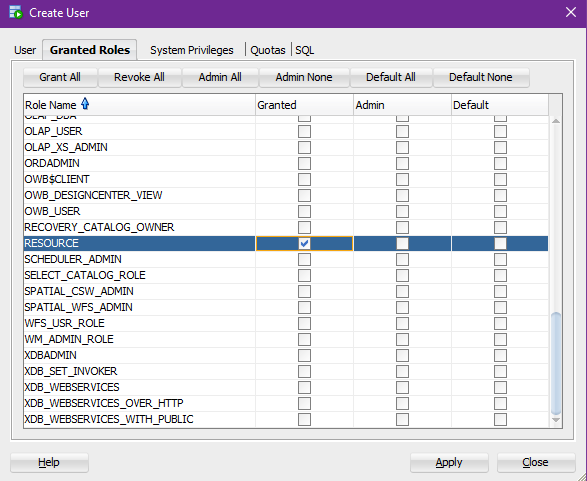 Create User
User Granted Roles System Privileges Quotas SQL
Grant All Revoke All Admin All Admin None Default All Default None
Role Name Granted Admin Default
OLAP_DBA
OLAP_USER
OLAP_XS_ADMIN
ORDADMIN
OWB$CLIENT
OWB_DESIGNCENTER_VIEW
OWB_USER
RECOVERY_CATALOG_OWNER
RESOURCE
SCHEDULER_ADMIN
SELECT_CATALOG_ROLE
SPATIAL_CSW_ADMIN
SPATIAL_WFS_ADMIN
WFS_USR_ROLE
WM_ADMIN_ROLE
XDBADMIN
XDB_SET_INVOKER
XDB_WEBSERVICES
XDB_WEBSERVICES_OVER_HTTP
XDB_WEBSERVICES_WITH_PUBLIC
Help Apply Close